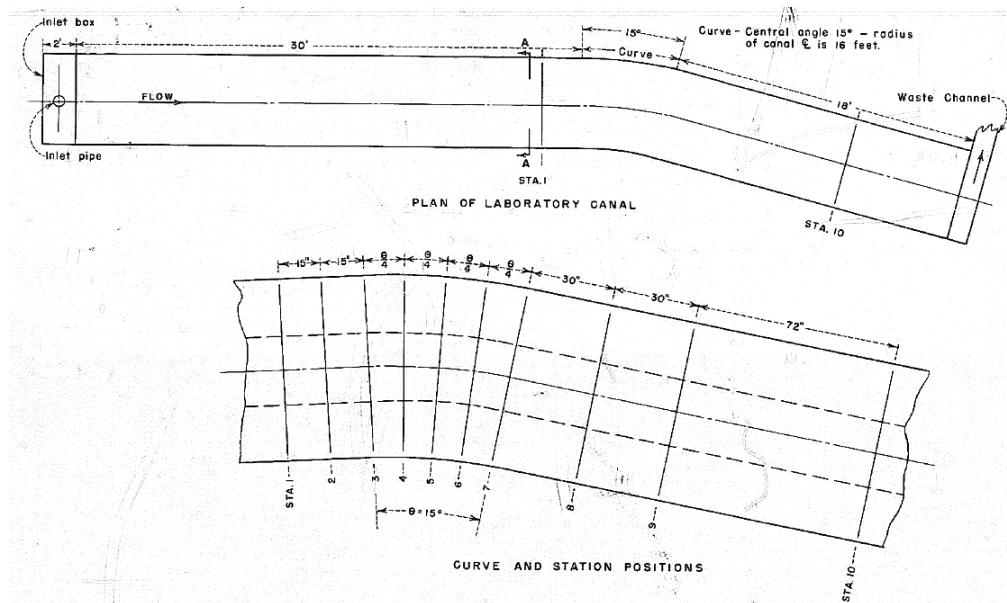 Inlet box
2'
30'
A
15°
Curve
Curve - Central angle 15° - radius
of canal ℄ is 16 feet.
FLOW
18'
Waste Channel
Inlet pipe
A
STA. 1
STA. 10
PLAN OF LABORATORY CANAL
15"
15"
θ/4
θ/4
θ/4
θ/4
30"
30"
72"
STA. 1
2
3
4
5
6
7
8
9
STA. 10
θ = 15°
CURVE AND STATION POSITIONS